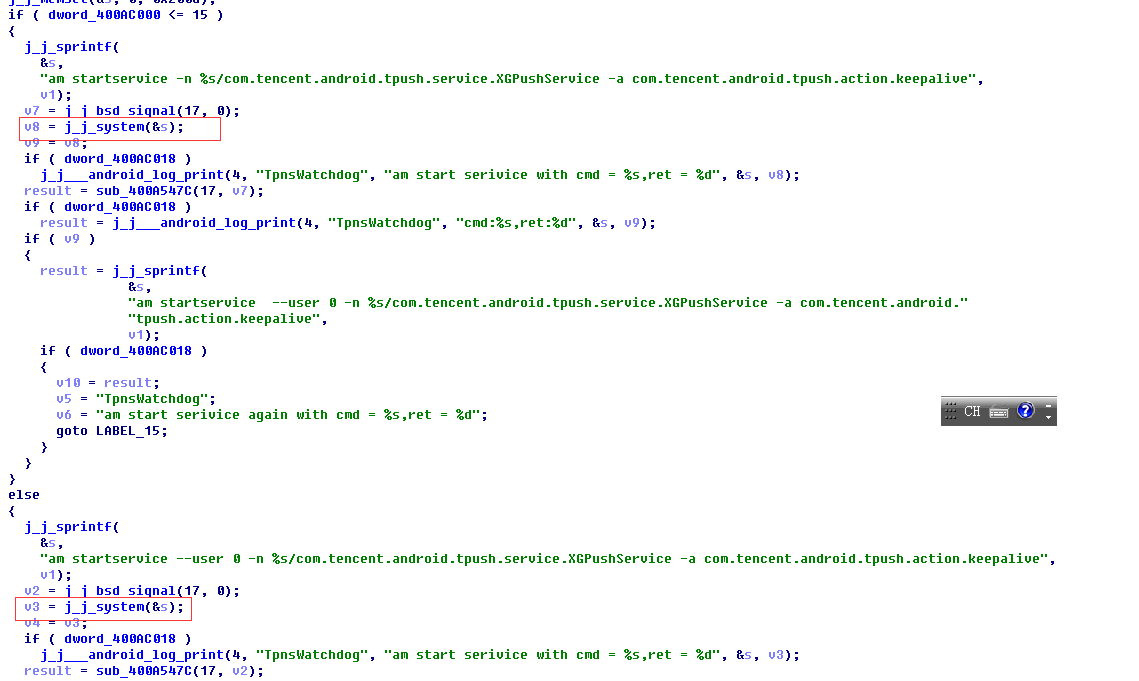 if ( dword_400AC000 <= 15 )
{
j_j_sprintf(
&s,
"am startservice -n %s/com.tencent.android.tpush.service.XGPushService -a com.tencent.android.tpush.action.keepalive",
v1);
v7 = j_j_bsd_signal(17, 0);
v8 = j_j_system(&s);
v9 = v8;
if ( dword_400AC018 )
j_j___android_log_print(4, "TpnsWatchdog", "am start serivice with cmd = %s,ret = %d", &s, v8);
result = sub_400A547C(17, v7);
if ( dword_400AC018 )
result = j_j___android_log_print(4, "TpnsWatchdog", "cmd:%s,ret:%d", &s, v9);
if ( v9 )
{
result = j_j_sprintf(
&s,
"am startservice  --user 0 -n %s/com.tencent.android.tpush.service.XGPushService -a com.tencent.android."
"tpush.action.keepalive",
v1);
if ( dword_400AC018 )
{
v10 = result;
v5 = "TpnsWatchdog";
v6 = "am start serivice again with cmd = %s,ret = %d";
goto LABEL_15;
}
}
}
else
{
j_j_sprintf(
&s,
"am startservice --user 0 -n %s/com.tencent.android.tpush.service.XGPushService -a com.tencent.android.tpush.action.keepalive",
v1);
v2 = j_j_bsd_signal(17, 0);
v3 = j_j_system(&s);
v4 = v3;
if ( dword_400AC018 )
j_j___android_log_print(4, "TpnsWatchdog", "am start serivice with cmd = %s,ret = %d", &s, v3);
result = sub_400A547C(17, v2);
CH